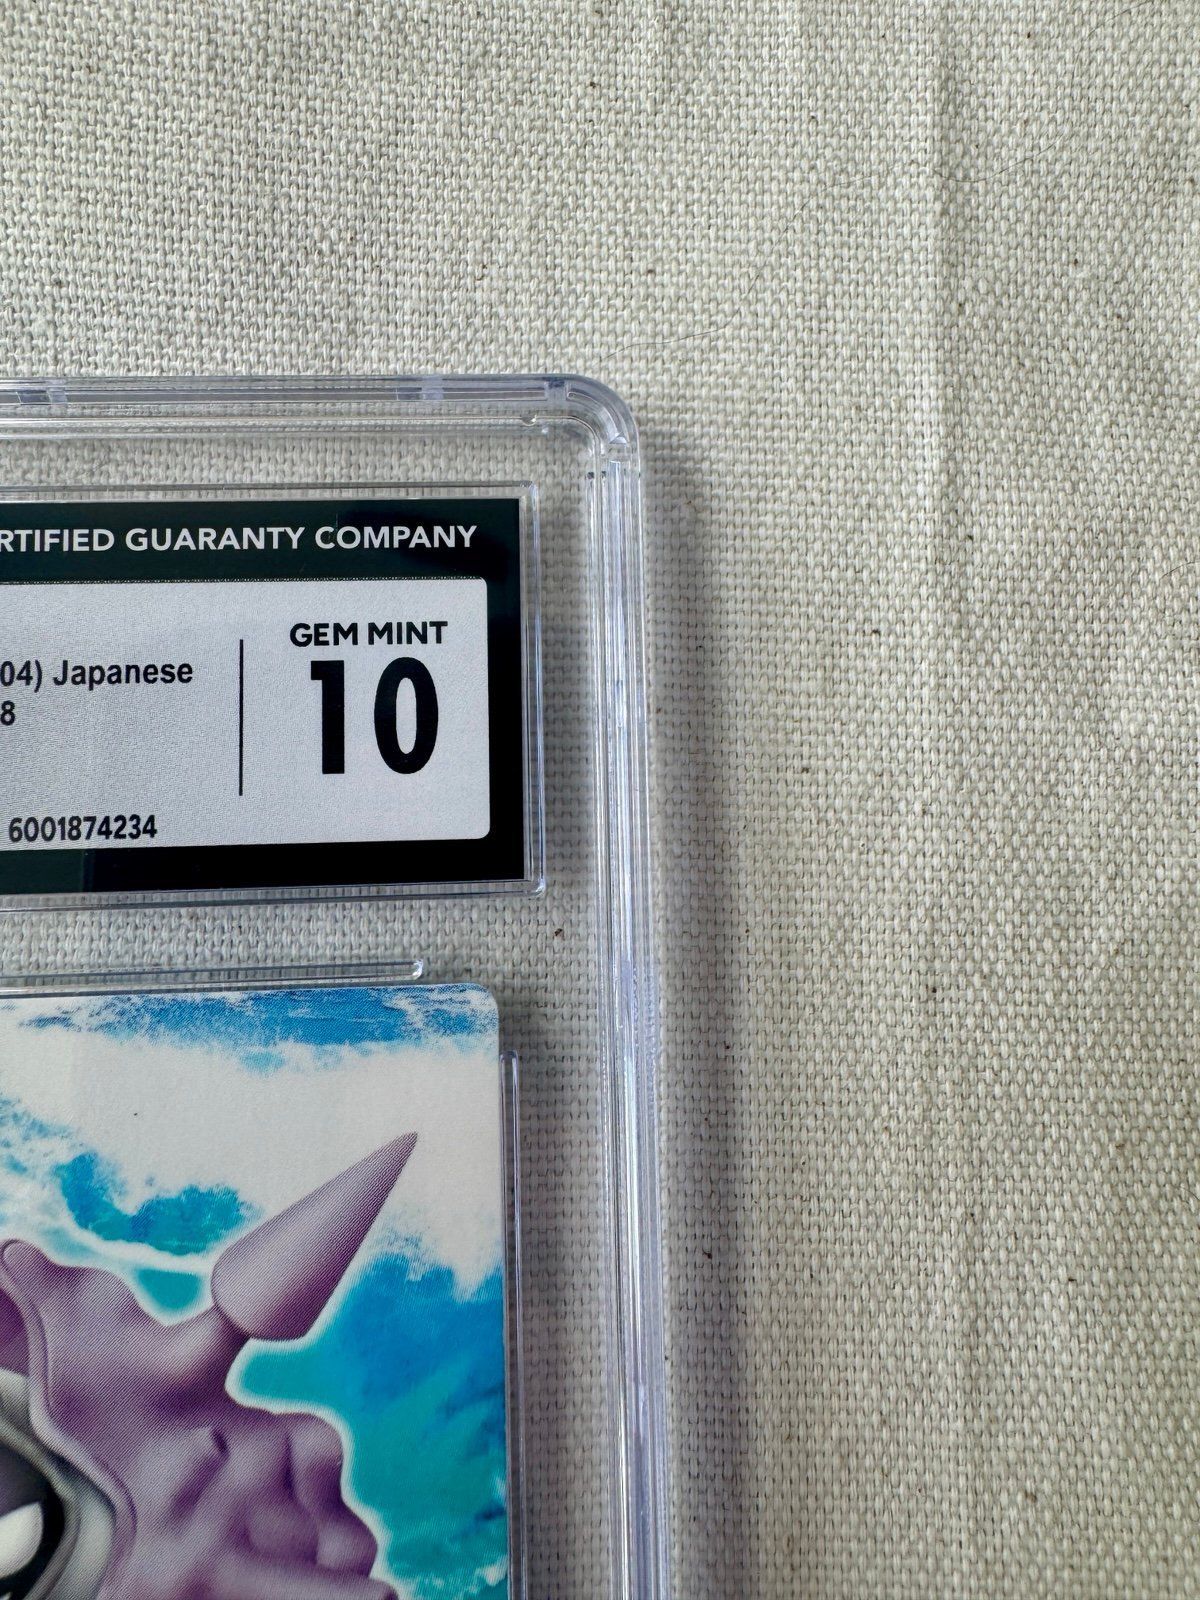 RTIFIED GUARANTY COMPANY
GEM MINT
10
04) Japanese
8
6001874234